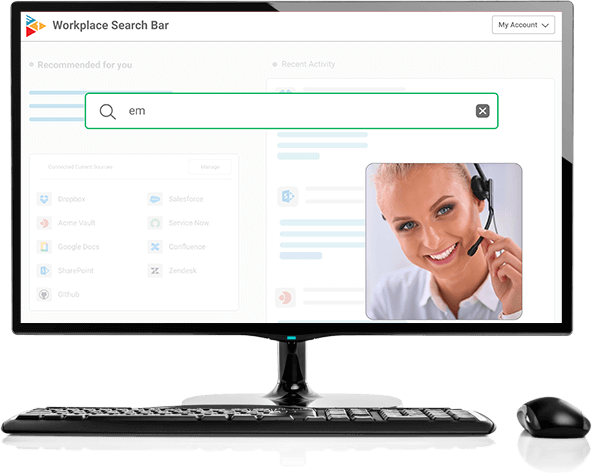 Workplace Search Bar
My Account
Recommended for you
Recent Activity
em
Connected Content Sources
Manage
Dropbox
Salesforce
Acme Vault
Service Now
Google Docs
Confluence
SharePoint
Zendesk
Github